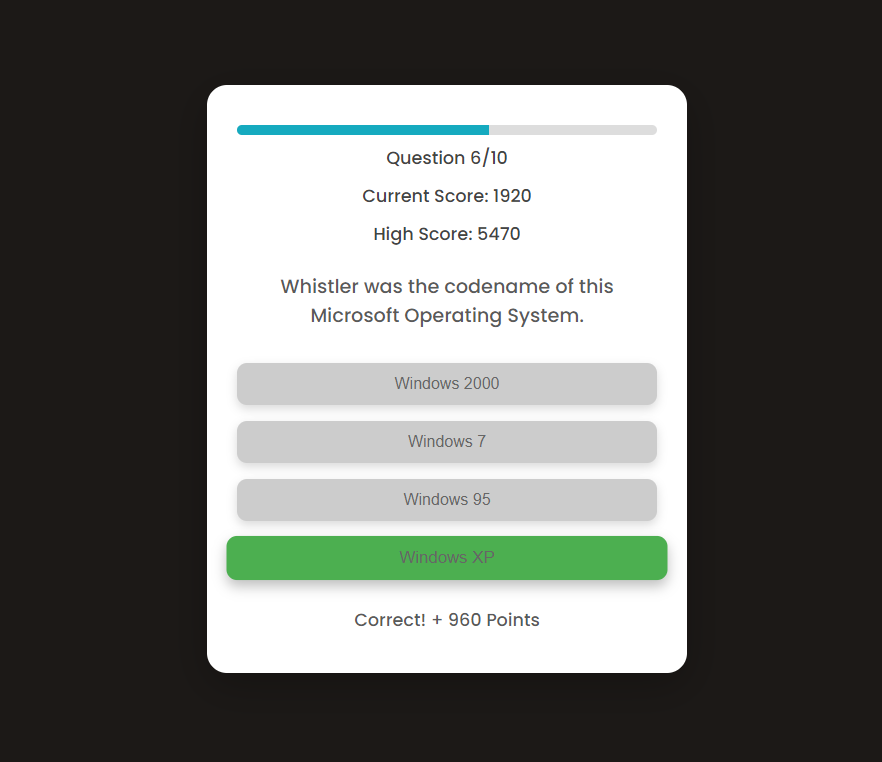 Question 6/10
Current Score: 1920
High Score: 5470
Whistler was the codename of this
Microsoft Operating System.
Windows 2000
Windows 7
Windows 95
Windows XP
Correct! + 960 Points